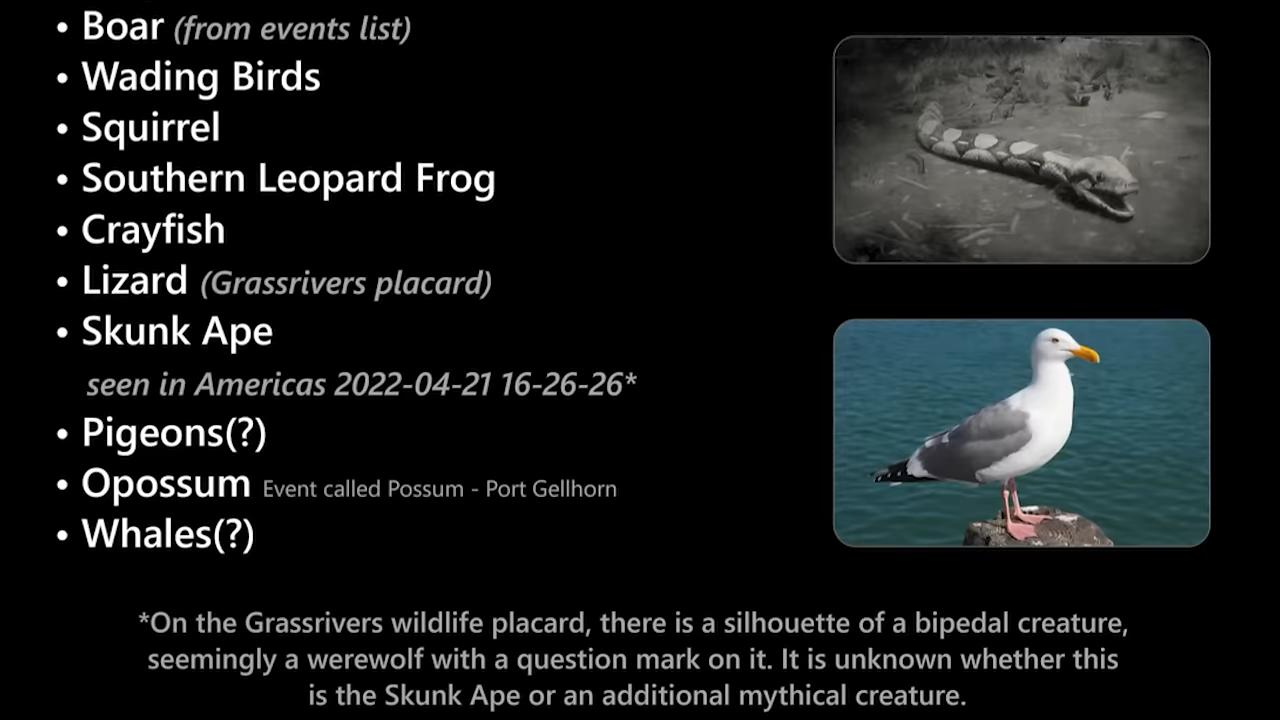 • Boar (from events list)
• Wading Birds
• Squirrel
• Southern Leopard Frog
• Crayfish
• Lizard (Grassrivers placard)
• Skunk Ape
seen in Americas 2022-04-21 16-26-26*
• Pigeons(?)
• Opossum Event called Possum - Port Gellhorn
• Whales(?)
*On the Grassrivers wildlife placard, there is a silhouette of a bipedal creature,
seemingly a werewolf with a question mark on it. It is unknown whether this
is the Skunk Ape or an additional mythical creature.